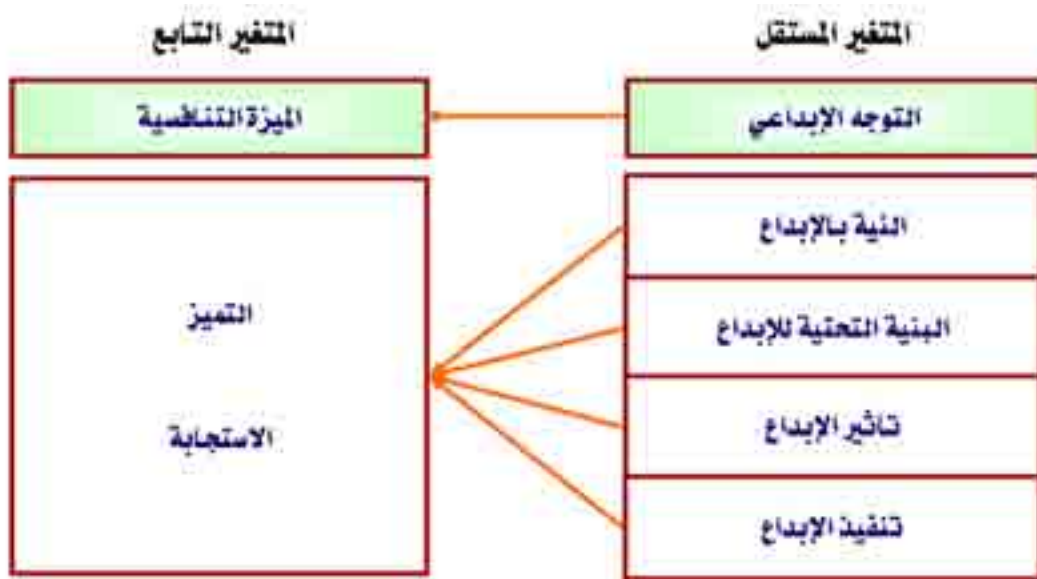 المتغير المستقل
المتغير التابع
التوجه الإبداعي
الميزة التنافسية
النية بالإبداع
البنية التحتية للإبداع
تأثير الإبداع
تنفيذ الإبداع
التميز
الاستجابة